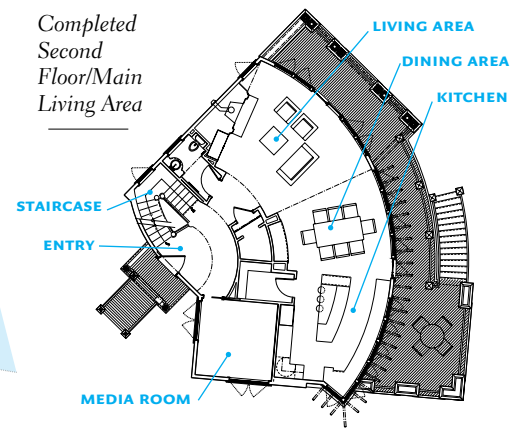 Completed
Second
Floor/Main
Living Area
LIVING AREA
DINING AREA
KITCHEN
STAIRCASE
ENTRY
MEDIA ROOM